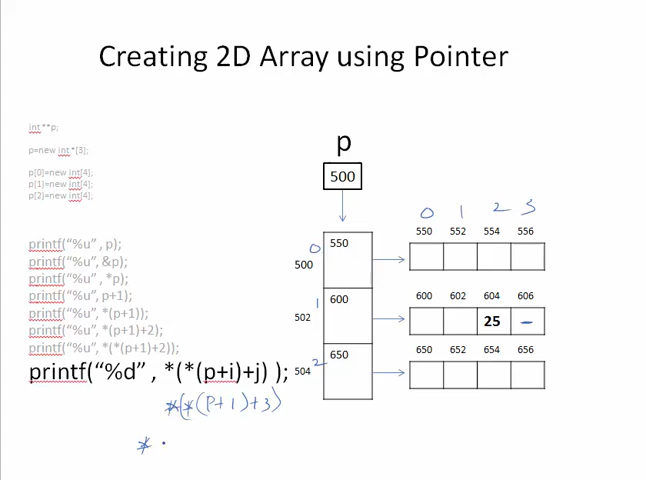 Creating 2D Array using Pointer
int **p;
p=new int *[3];
p[0]=new int[4];
p[1]=new int[4];
p[2]=new int[4];
p
500
0 1 2 3
550 552 554 556
0 550
500
printf("%u" , p);
printf("%u", &p);
printf("%u" , *p);
printf("%u", p+1);
printf("%u", *(p+1));
printf("%u", *(p+1)+2);
printf("%u", *(*(p+1)+2));
printf("%d" , *(*(p+i)+j) );
*(*(P+1)+3)
*
600 602 604 606
1 600
502
25 -
650 652 654 656
2 650
504